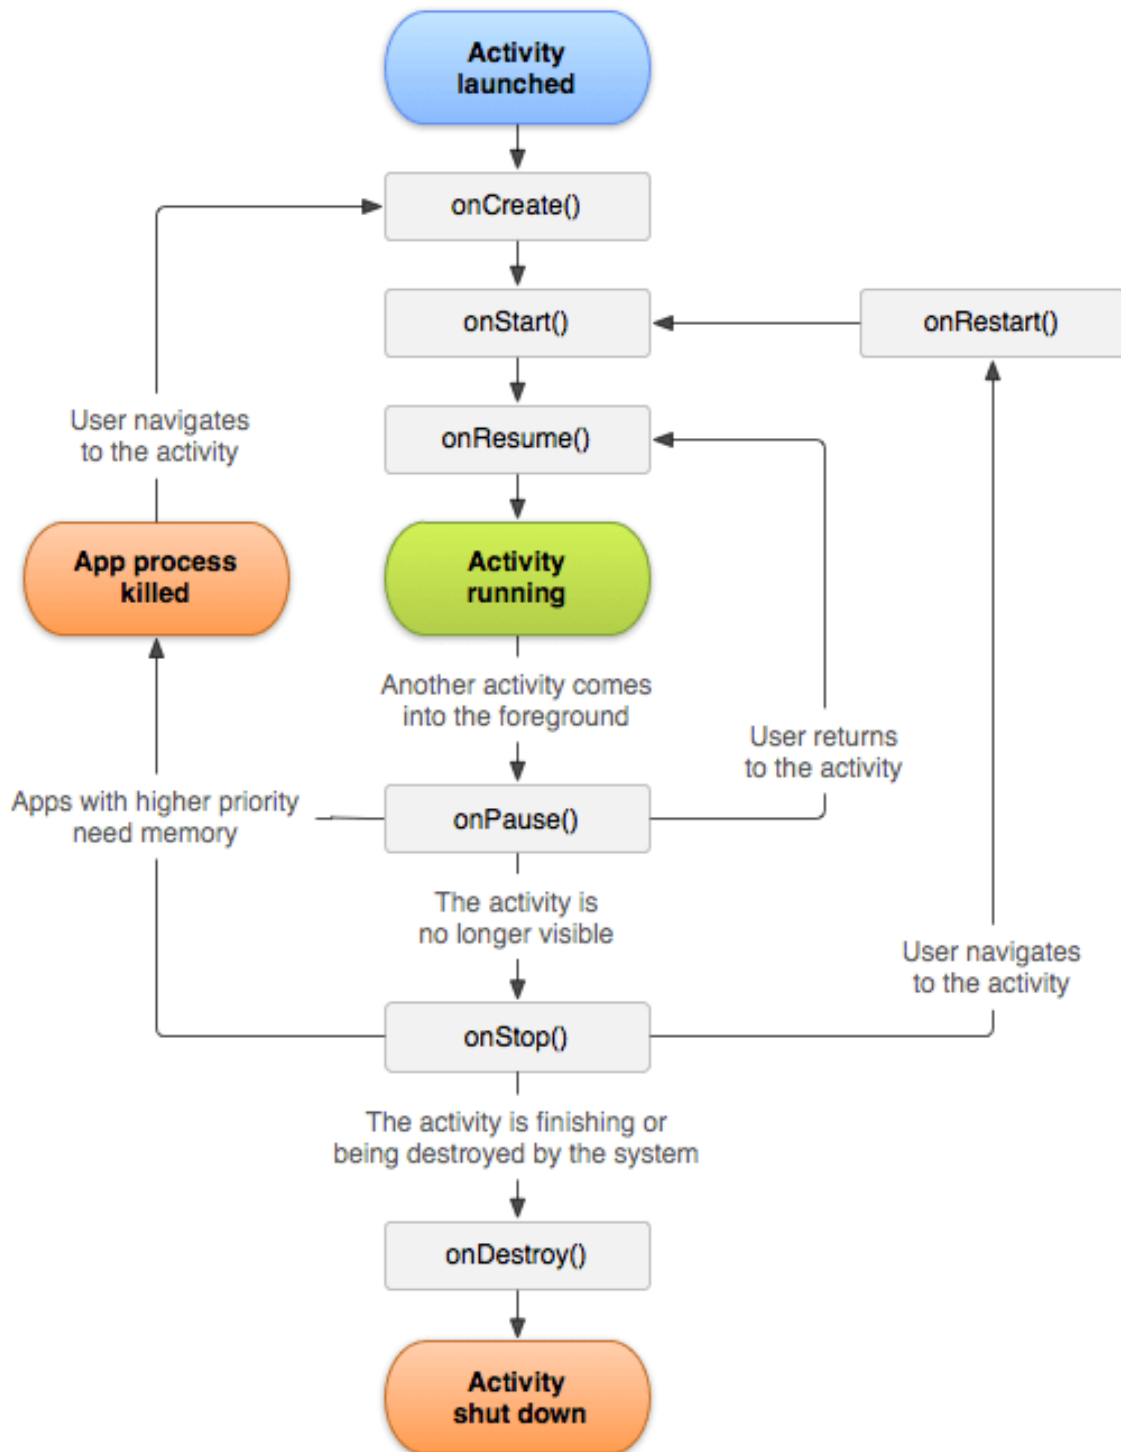 Activity
launched
onCreate()
onStart()
onRestart()
onResume()
User navigates
to the activity
App process
killed
Activity
running
Another activity comes
into the foreground
User returns
to the activity
Apps with higher priority
need memory
onPause()
The activity is
no longer visible
User navigates
to the activity
onStop()
The activity is finishing or
being destroyed by the system
onDestroy()
Activity
shut down